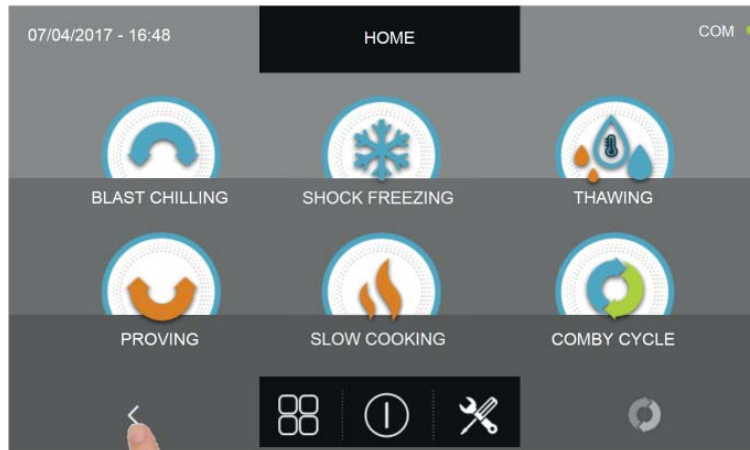 07/04/2017 - 16:48
HOME
COM
BLAST CHILLING
SHOCK FREEZING
THAWING
PROVING
SLOW COOKING
COMBY CYCLE